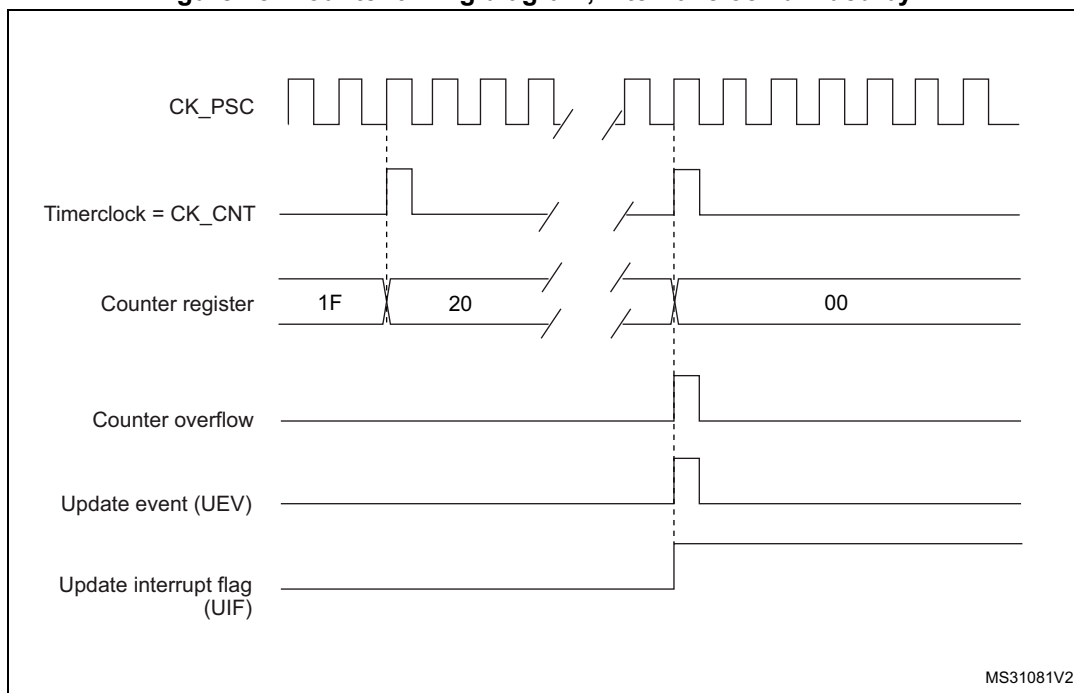 CK_PSC
Timerclock = CK_CNT
Counter register
1F
20
00
Counter overflow
Update event (UEV)
Update interrupt flag
(UIF)
MS31081V2